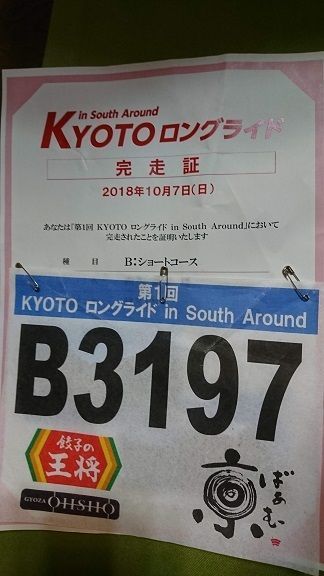 in South Around
KYOTO ロングライド
完走証
2018年10月7日(日)
あなたは『第1回 KYOTO ロングライド in South Around』において
完走されたことを証明いたします
種 目 B:ショートコース
第1回
KYOTO ロングライド in South Around
B3197
餃子の
王将
GYOZA OHSHO
京
ばぁむ